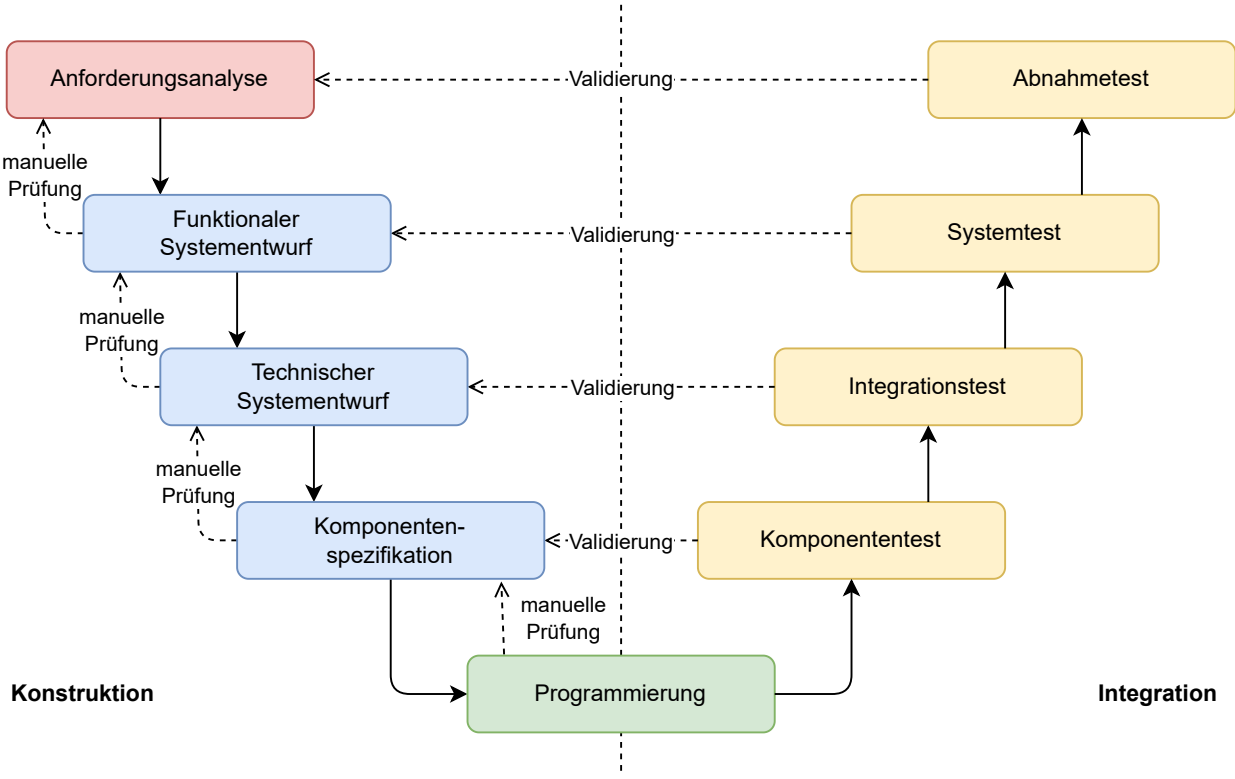 Anforderungsanalyse
Validierung
Abnahmetest
manuelle
Prüfung
Funktionaler
Systementwurf
Validierung
Systemtest
manuelle
Prüfung
Technischer
Systementwurf
Validierung
Integrationstest
manuelle
Prüfung
Komponenten-
spezifikation
Validierung
Komponententest
manuelle
Prüfung
Konstruktion
Programmierung
Integration